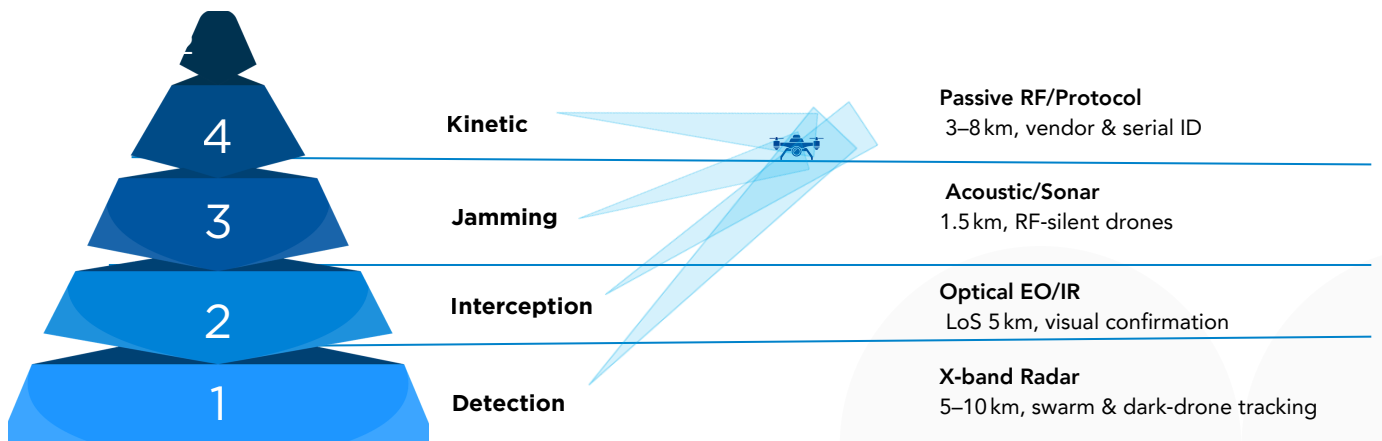 4
Kinetic
Passive RF/Protocol
3–8 km, vendor & serial ID
3
Jamming
Acoustic/Sonar
1.5 km, RF-silent drones
2
Interception
Optical EO/IR
LoS 5 km, visual confirmation
1
Detection
X-band Radar
5–10 km, swarm & dark-drone tracking